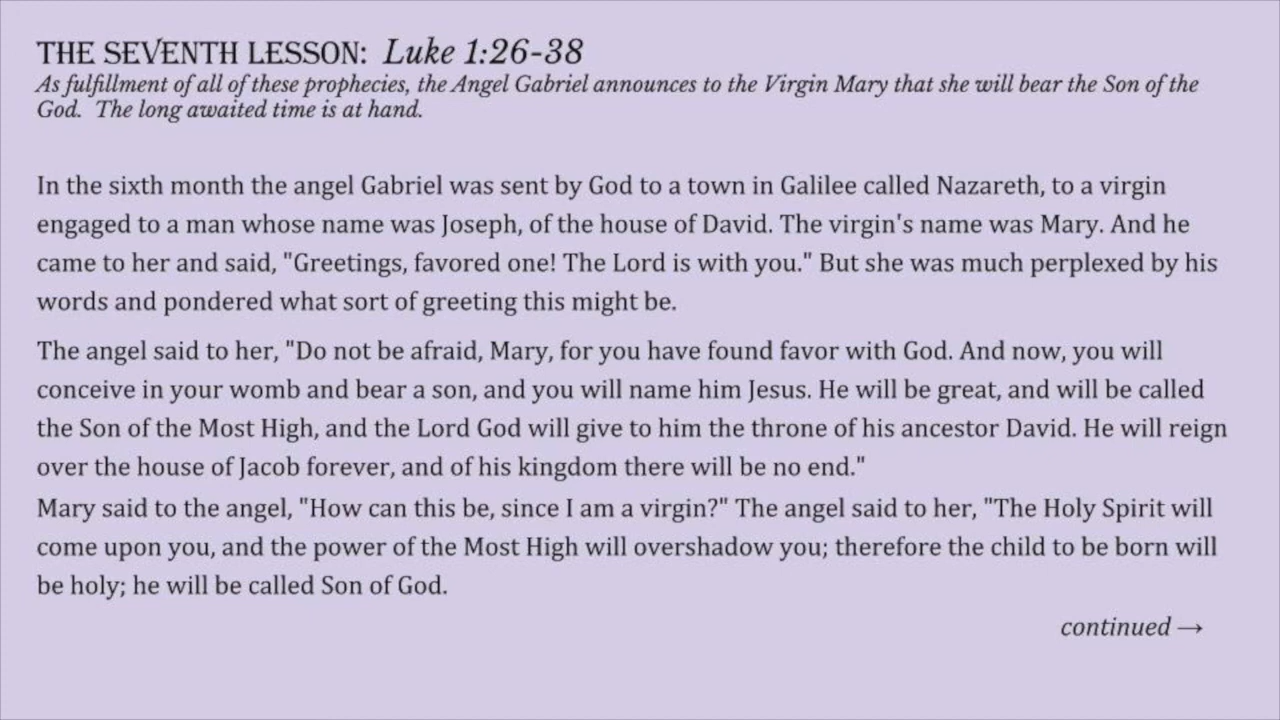 THE SEVENTH LESSON: Luke 1:26-38
As fulfillment of all of these prophecies, the Angel Gabriel announces to the Virgin Mary that she will bear the Son of the
God. The long awaited time is at hand.
In the sixth month the angel Gabriel was sent by God to a town in Galilee called Nazareth, to a virgin
engaged to a man whose name was Joseph, of the house of David. The virgin's name was Mary. And he
came to her and said, "Greetings, favored one! The Lord is with you." But she was much perplexed by his
words and pondered what sort of greeting this might be.
The angel said to her, "Do not be afraid, Mary, for you have found favor with God. And now, you will
conceive in your womb and bear a son, and you will name him Jesus. He will be great, and will be called
the Son of the Most High, and the Lord God will give to him the throne of his ancestor David. He will reign
over the house of Jacob forever, and of his kingdom there will be no end."
Mary said to the angel, "How can this be, since I am a virgin?" The angel said to her, "The Holy Spirit will
come upon you, and the power of the Most High will overshadow you; therefore the child to be born will
be holy; he will be called Son of God.
continued →